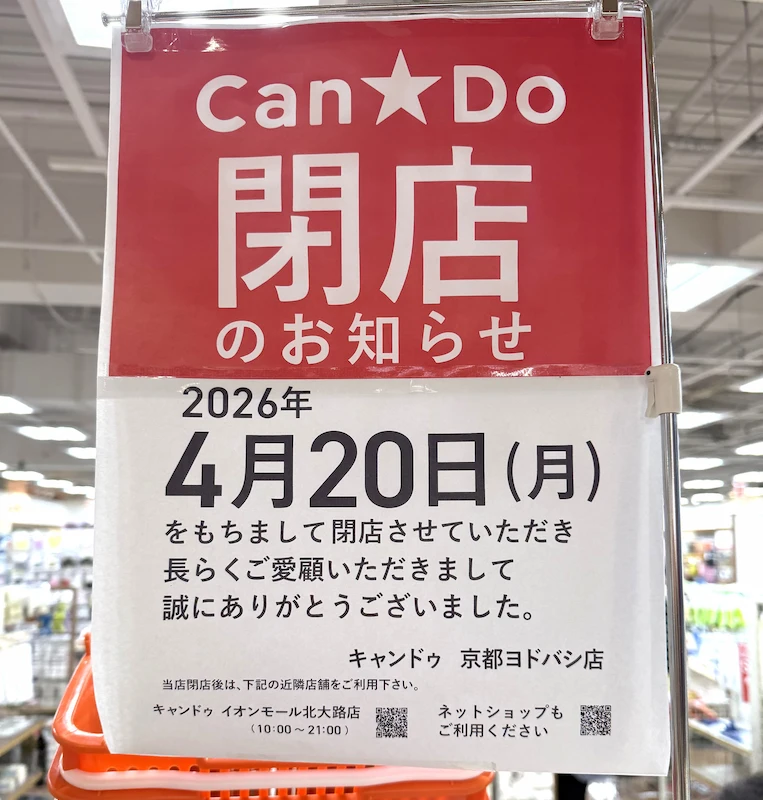 Can★Do
閉店
のお知らせ
2026年
4月20日(月)
をもちまして閉店させていただき
長らくご愛顧いただきまして
誠にありがとうございました。
キャンドゥ 京都ヨドバシ店
当店閉店後は、下記の近隣店舗をご利用下さい。
キャンドゥ イオンモール北大路店
(10:00~21:00)
ネットショップも
ご利用ください